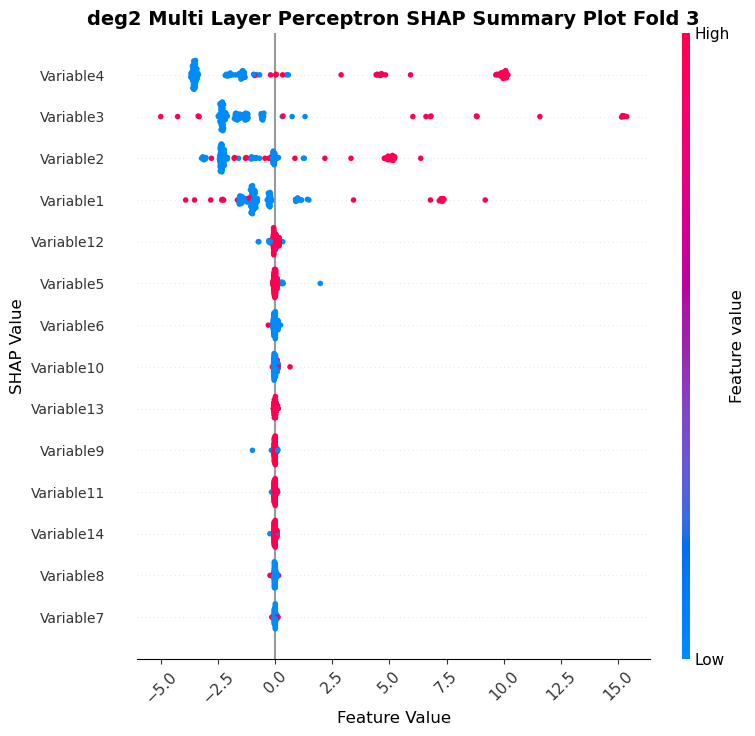 deg2 Multi Layer Perceptron SHAP Summary Plot Fold 3
High
Variable4
Variable3
Variable2
Variable1
Variable12
Variable5
Variable6
Variable10
Variable13
Variable9
Variable11
Variable14
Variable8
Variable7
SHAP Value
Feature value
Low
−5.0
−2.5
0.0
2.5
5.0
7.5
10.0
12.5
15.0
Feature Value